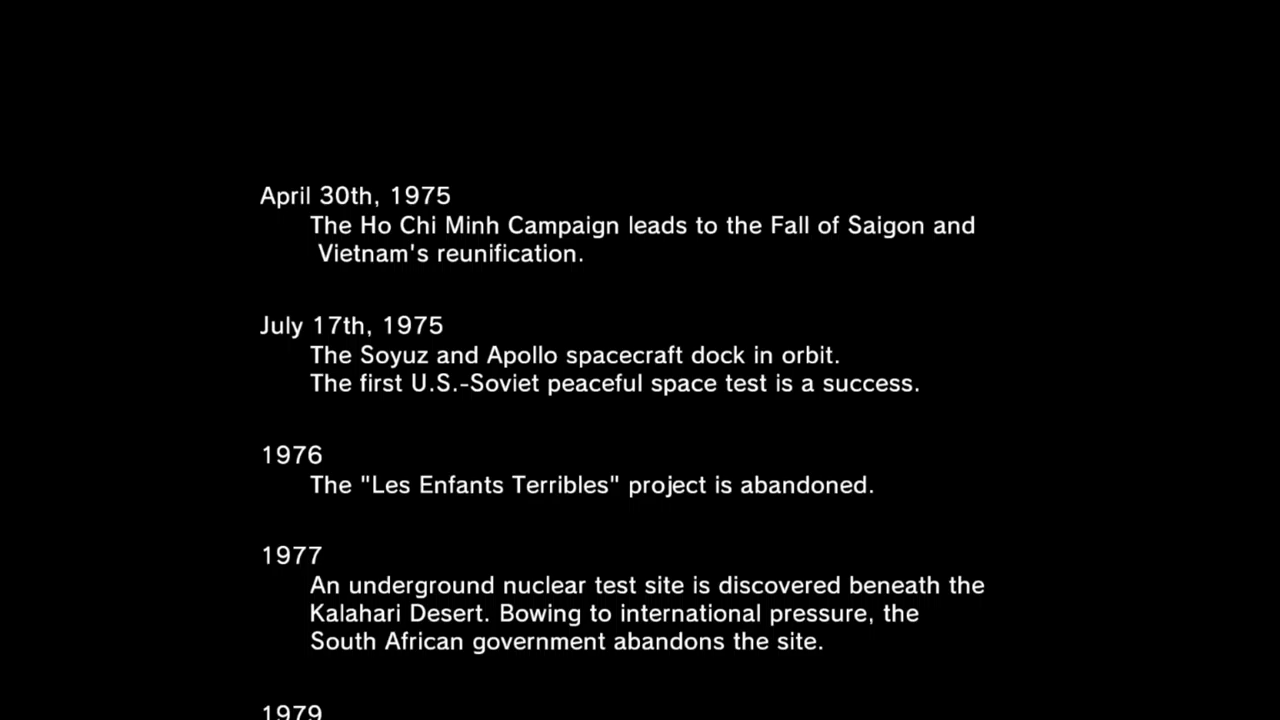 April 30th, 1975
The Ho Chi Minh Campaign leads to the Fall of Saigon and
Vietnam's reunification.
July 17th, 1975
The Soyuz and Apollo spacecraft dock in orbit.
The first U.S.-Soviet peaceful space test is a success.
1976
The "Les Enfants Terribles" project is abandoned.
1977
An underground nuclear test site is discovered beneath the
Kalahari Desert. Bowing to international pressure, the
South African government abandons the site.
1979